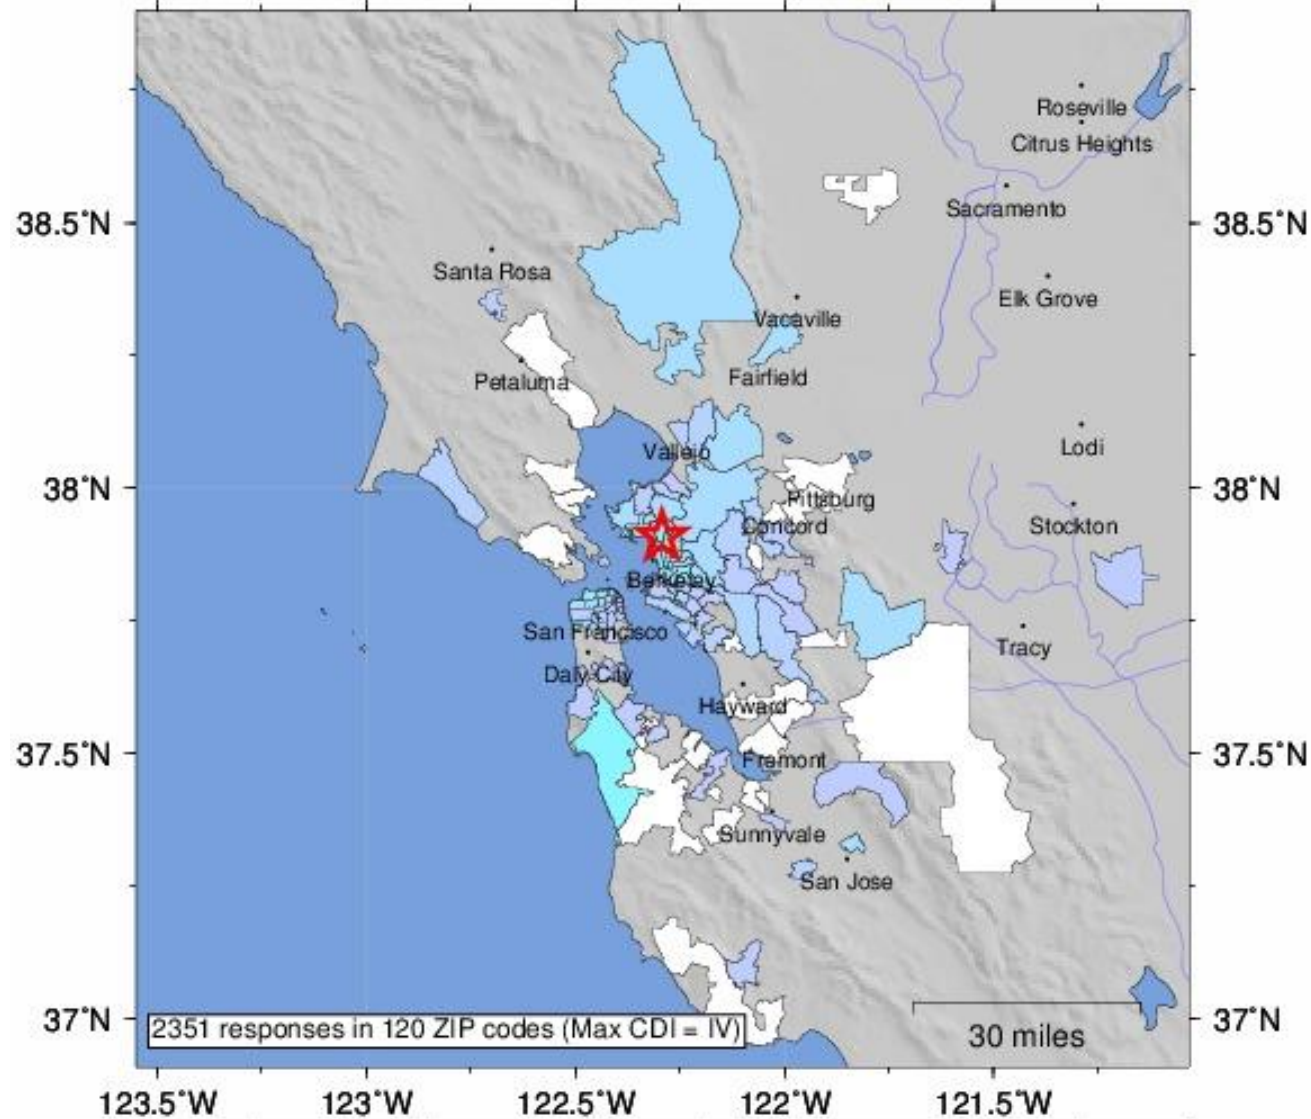 Roseville
Citrus Heights
38.5°N
Sacramento
38.5°N
Santa Rosa
Elk Grove
Vacaville
Petaluma
Fairfield
Vallejo
Lodi
38°N
Pittsburg
38°N
Concord
Stockton
Berkeley
San Francisco
Tracy
Daly City
Hayward
37.5°N
Fremont
37.5°N
Sunnyvale
San Jose
37°N
2351 responses in 120 ZIP codes (Max CDI = IV)
30 miles
37°N
123.5°W 123°W 122.5°W 122°W 121.5°W